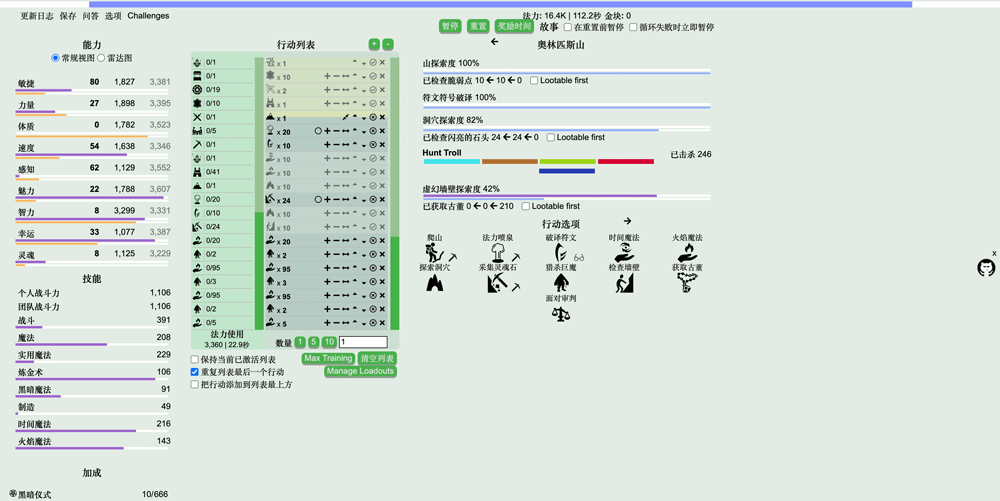 更新日志 保存 问答 选项 Challenges
法力: 16.4K | 112.2秒 金块: 0
暂停 重置 奖励时间 故事 在重置前暂停 循环失败时立即暂停
能力
常规视图 雷达图
敏捷 80 1,827 3,381
力量 27 1,898 3,395
体质 0 1,782 3,523
速度 54 1,638 3,346
感知 62 1,129 3,552
魅力 22 1,788 3,607
智力 8 3,299 3,331
幸运 33 1,077 3,387
灵魂 8 1,125 3,229
技能
个人战斗力 1,106
团队战斗力 1,106
战斗 391
魔法 208
实用魔法 229
炼金术 106
黑暗魔法 91
制造 49
时间魔法 216
火焰魔法 143
加成
黑暗仪式 10/666
行动列表 + -
0/1 x 1
0/1 x 10
0/19 x 2
0/10 x 1
0/1 x 1
0/5 x 20
0/1 x 10
0/1 x 10
0/41 x 10
0/1 x 10
0/20 x 24
0/10 x 10
0/24 x 10
0/20 x 20
0/2 x 2
0/95 x 95
0/3 x 3
0/95 x 95
0/2 x 2
0/5 x 5
法力使用
3,360 | 22.9秒
数量 1 5 10 1
保持当前已激活列表
Max Training 清空列表
重复列表最后一个行动
Manage Loadouts
把行动添加到列表最上方
奥林匹斯山
山探索度 100%
已检查脆弱点 10 ← 10 ← 0 Lootable first
符文符号破译 100%
洞穴探索度 82%
已检查闪亮的石头 24 ← 24 ← 0 Lootable first
Hunt Troll 已击杀 246
虚幻墙壁探索度 42%
已获取古董 0 ← 0 ← 210 Lootable first
行动选项
爬山 法力喷泉 破译符文 时间魔法 火焰魔法
探索洞穴 采集灵魂石 猎杀巨魔 检查墙壁 获取古董
面对审判
x